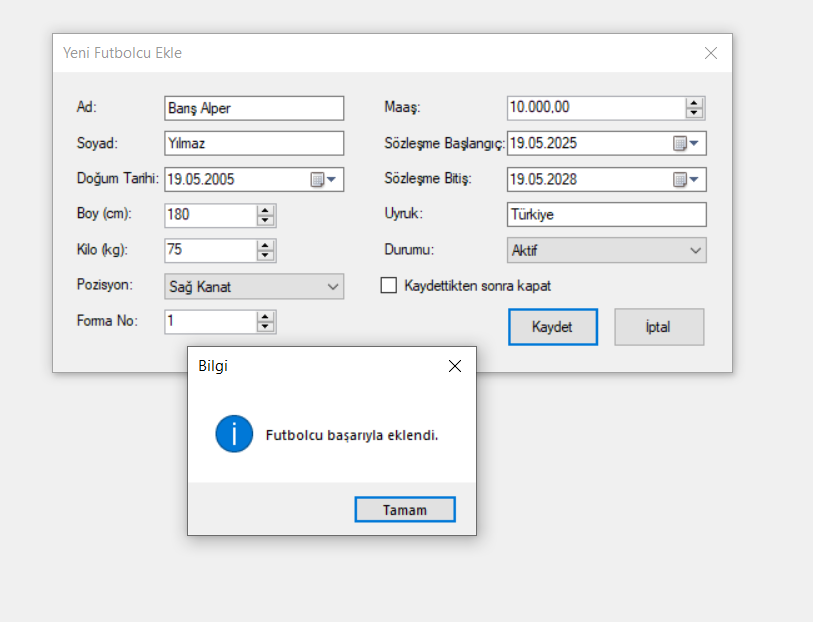 Yeni Futbolcu Ekle
Ad: Barış Alper
Soyad: Yılmaz
Doğum Tarihi: 19.05.2005
Boy (cm): 180
Kilo (kg): 75
Pozisyon: Sağ Kanat
Forma No: 1
Maaş: 10.000,00
Sözleşme Başlangıç: 19.05.2025
Sözleşme Bitiş: 19.05.2028
Uyruk: Türkiye
Durumu: Aktif
Kaydettikten sonra kapat
Kaydet İptal
Bilgi
Futbolcu başarıyla eklendi.
Tamam